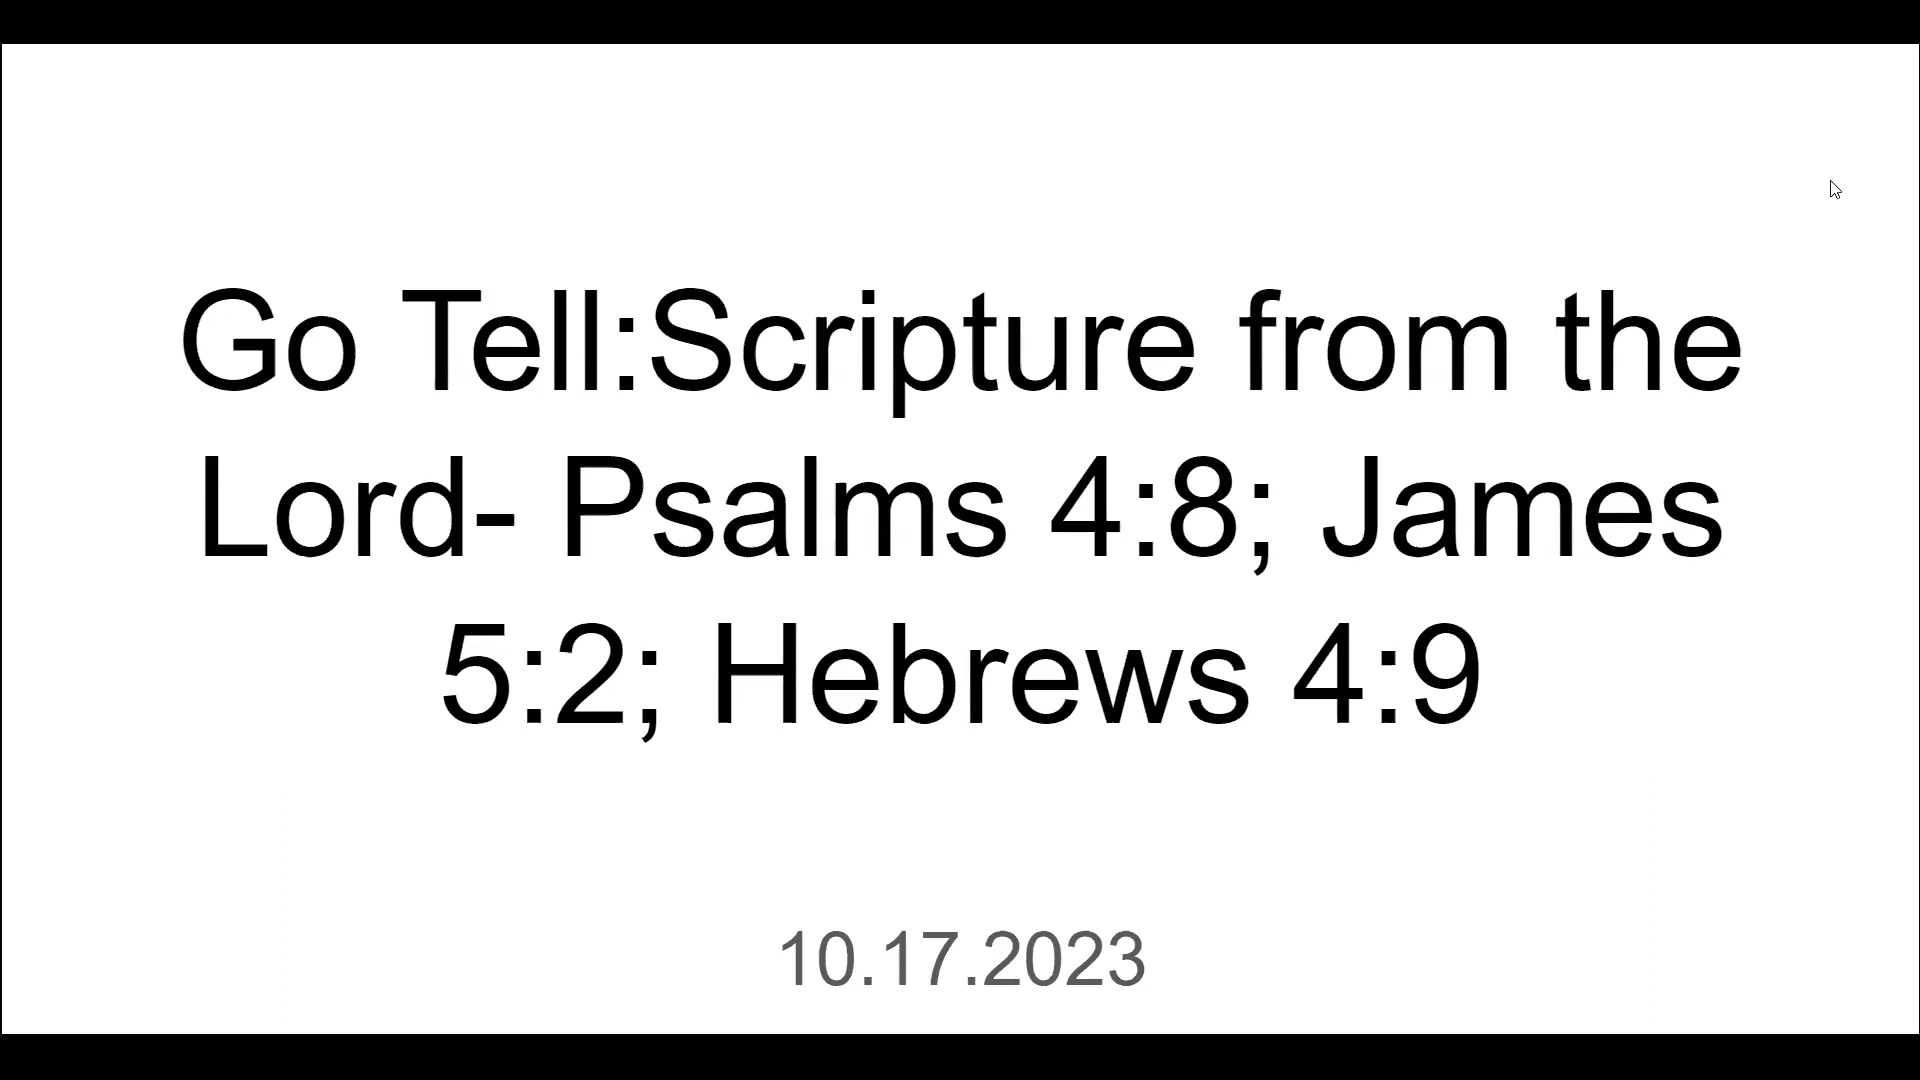 Go Tell:Scripture from the
Lord- Psalms 4:8; James
5:2; Hebrews 4:9
10.17.2023